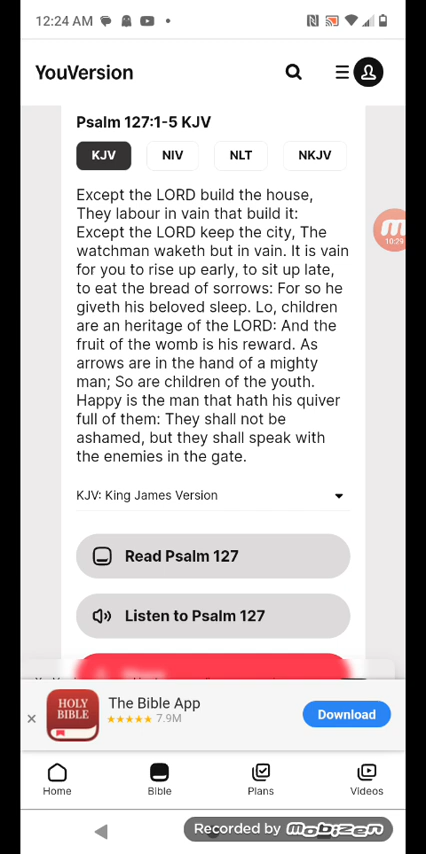 12:24 AM
YouVersion
Psalm 127:1-5 KJV
KJV NIV NLT NKJV
Except the LORD build the house,
They labour in vain that build it:
Except the LORD keep the city, The
watchman waketh but in vain. It is vain
for you to rise up early, to sit up late,
to eat the bread of sorrows: For so he
giveth his beloved sleep. Lo, children
are an heritage of the LORD: And the
fruit of the womb is his reward. As
arrows are in the hand of a mighty
man; So are children of the youth.
Happy is the man that hath his quiver
full of them: They shall not be
ashamed, but they shall speak with
the enemies in the gate.
10:29
KJV: King James Version
Read Psalm 127
Listen to Psalm 127
HOLY
BIBLE
The Bible App
★★★★★ 7.9M
Download
Home Bible Plans Videos
Recorded by mobizen